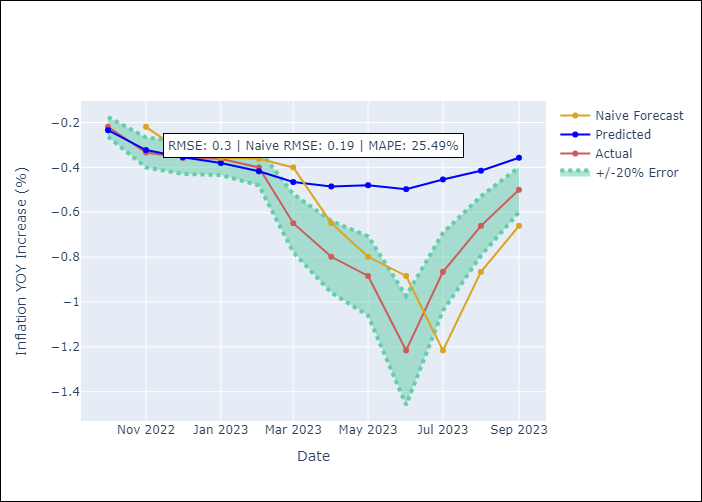 −0.2
−0.4
−0.6
−0.8
−1
−1.2
−1.4
Inflation YOY Increase (%)
RMSE: 0.3 | Naive RMSE: 0.19 | MAPE: 25.49%
Naive Forecast
Predicted
Actual
+/-20% Error
Nov 2022
Jan 2023
Mar 2023
May 2023
Jul 2023
Sep 2023
Date